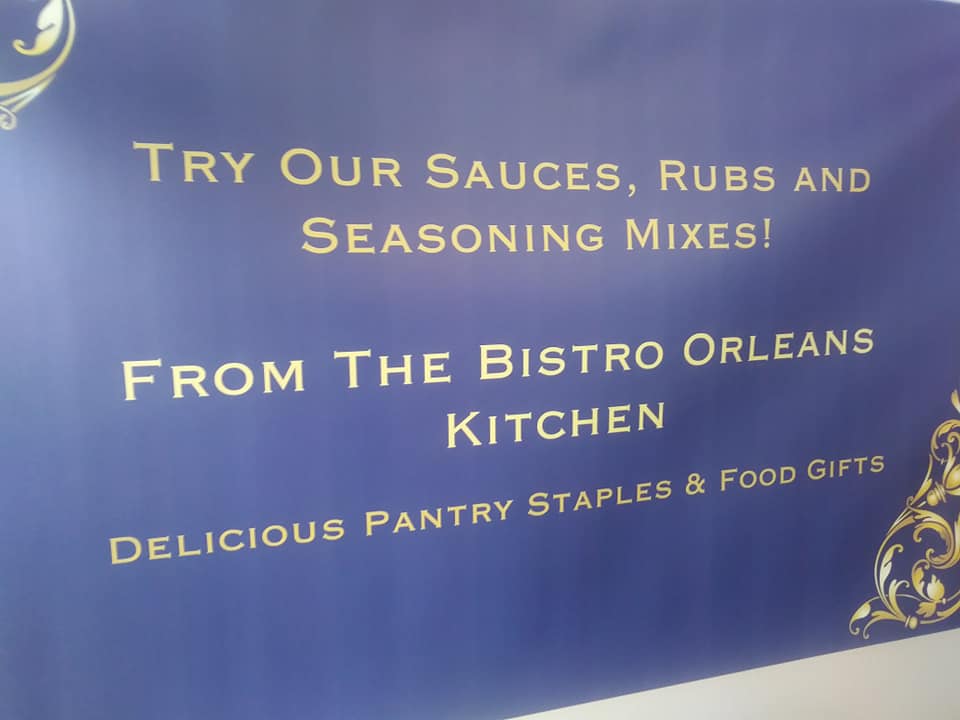 Try Our Sauces, Rubs and
Seasoning Mixes!
From The Bistro Orleans
Kitchen
Delicious Pantry Staples & Food Gifts